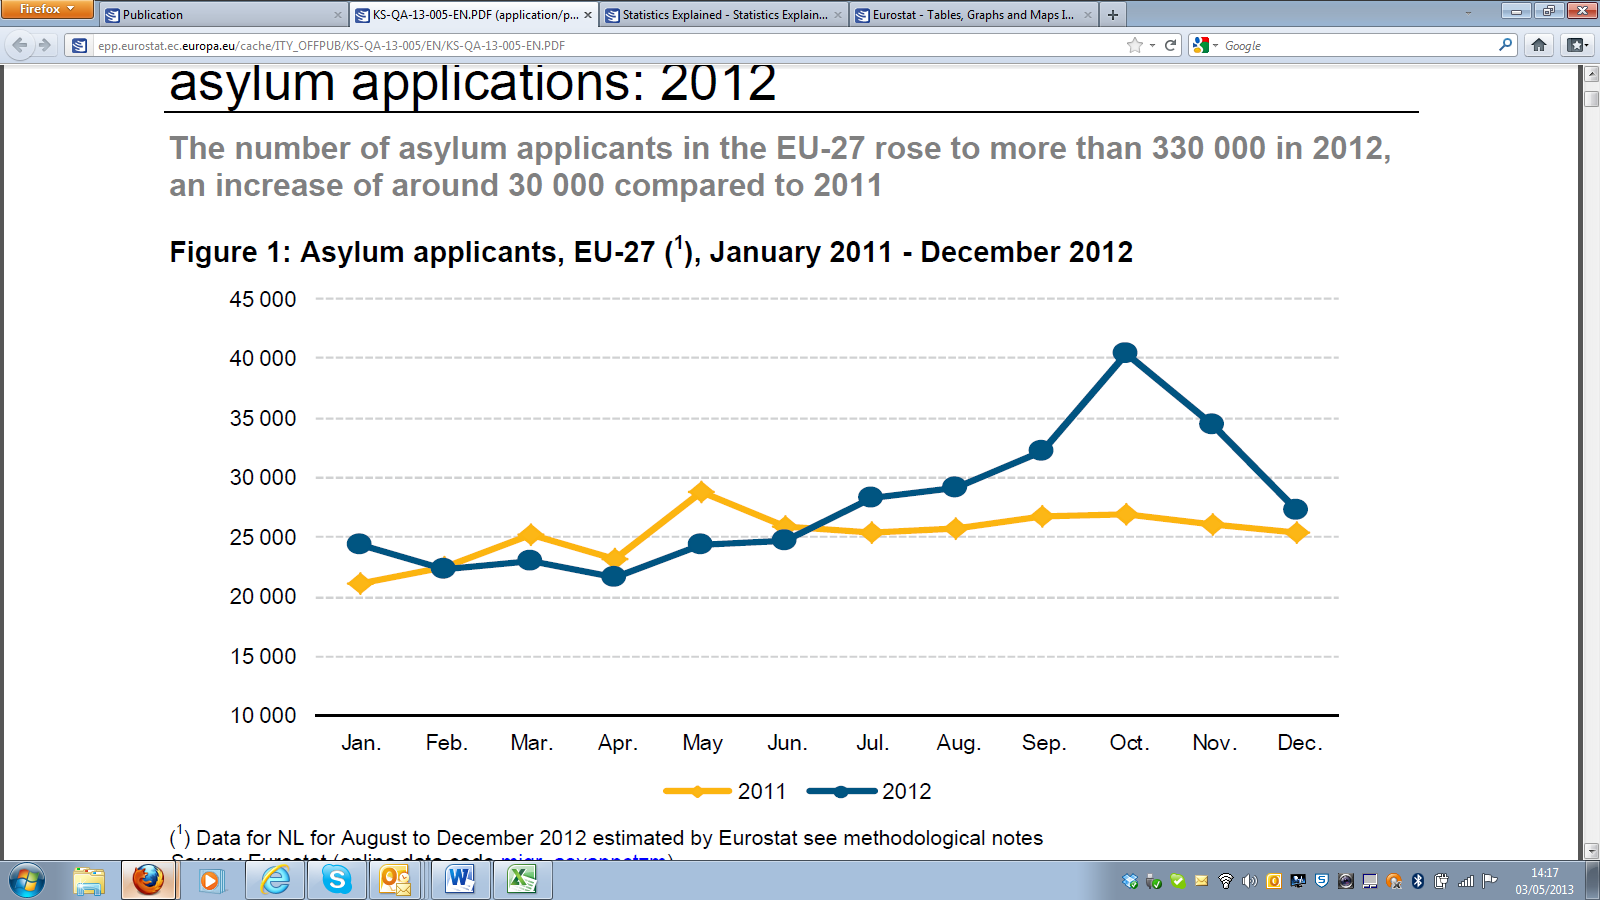 Firefox
Publication
KS-QA-13-005-EN.PDF (application/p...
Statistics Explained - Statistics Explain...
Eurostat - Tables, Graphs and Maps I...
epp.eurostat.ec.europa.eu/cache/ITY_OFFPUB/KS-QA-13-005/EN/KS-QA-13-005-EN.PDF
Google
asylum applications: 2012
The number of asylum applicants in the EU-27 rose to more than 330 000 in 2012,
an increase of around 30 000 compared to 2011
Figure 1: Asylum applicants, EU-27 (1), January 2011 - December 2012
45 000
40 000
35 000
30 000
25 000
20 000
15 000
10 000
Jan. Feb. Mar. Apr. May Jun. Jul. Aug. Sep. Oct. Nov. Dec.
2011 2012
(1) Data for NL for August to December 2012 estimated by Eurostat see methodological notes
Source: Eurostat (online data code migr_asyappctzm)
14:17
03/05/2013